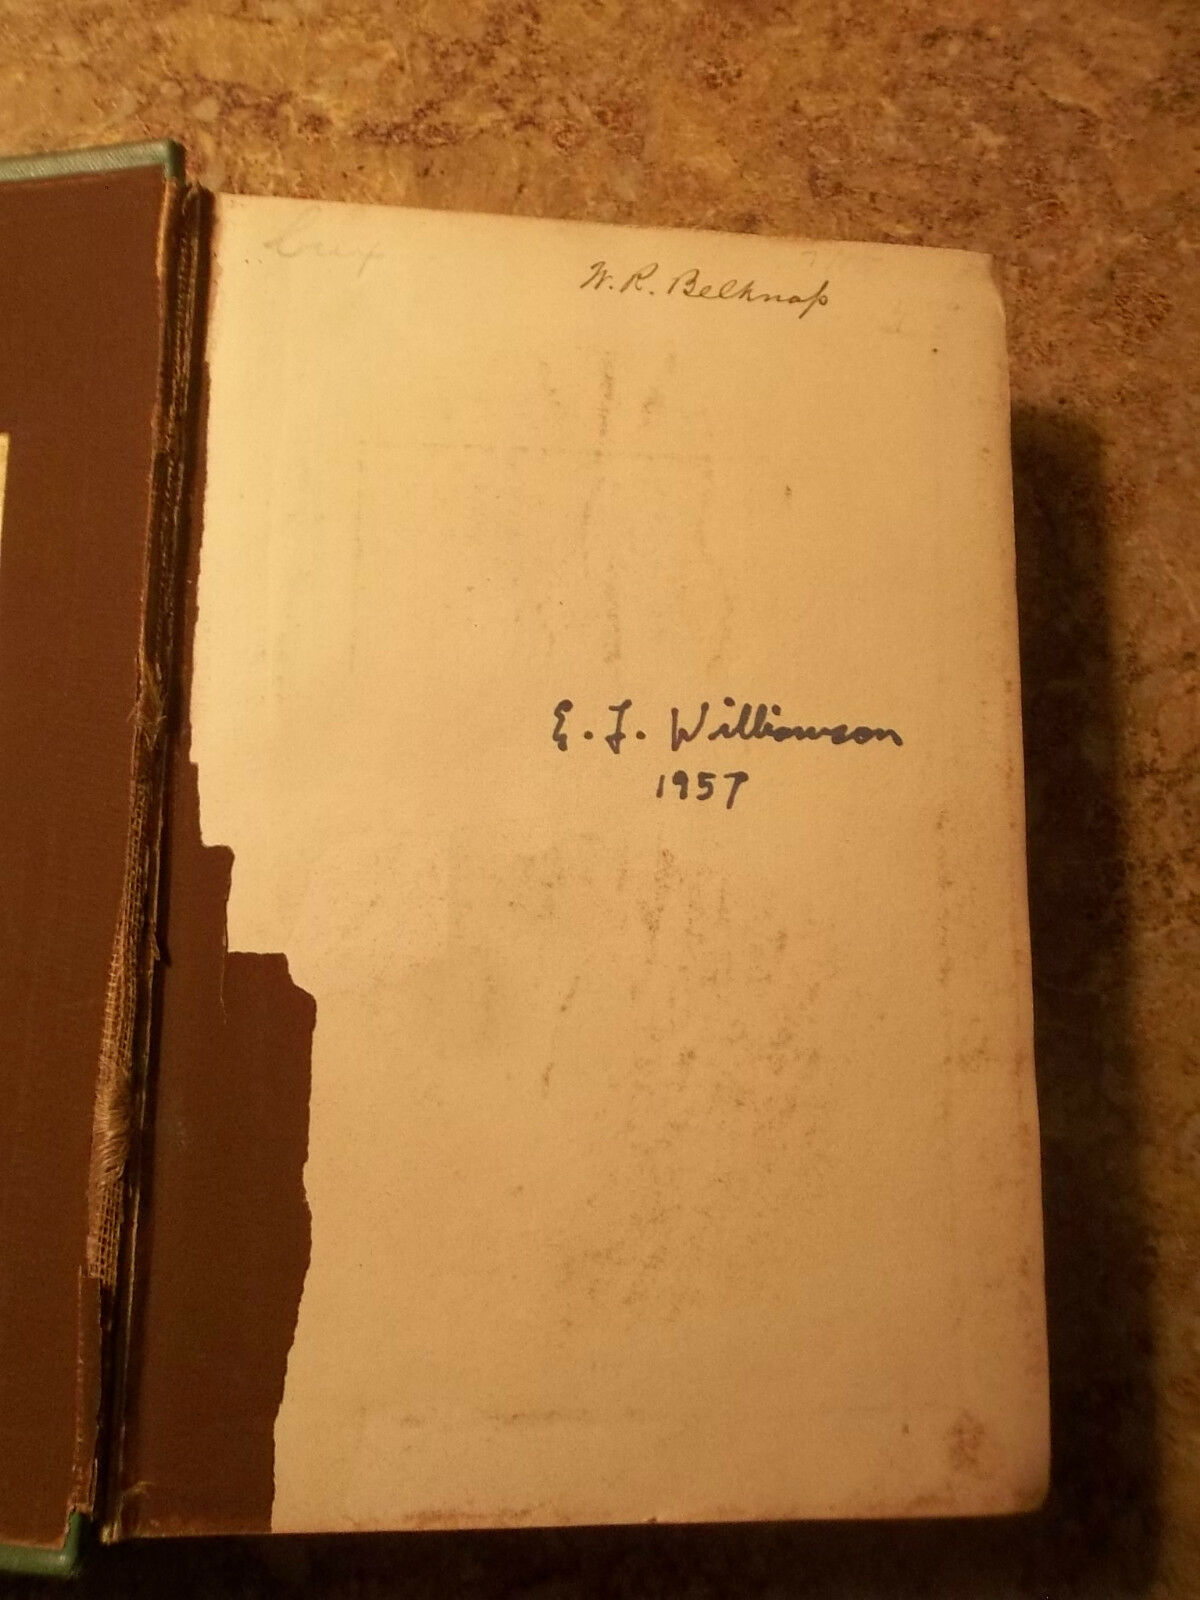 W. R. Belknap
E. F. Williamson
1957